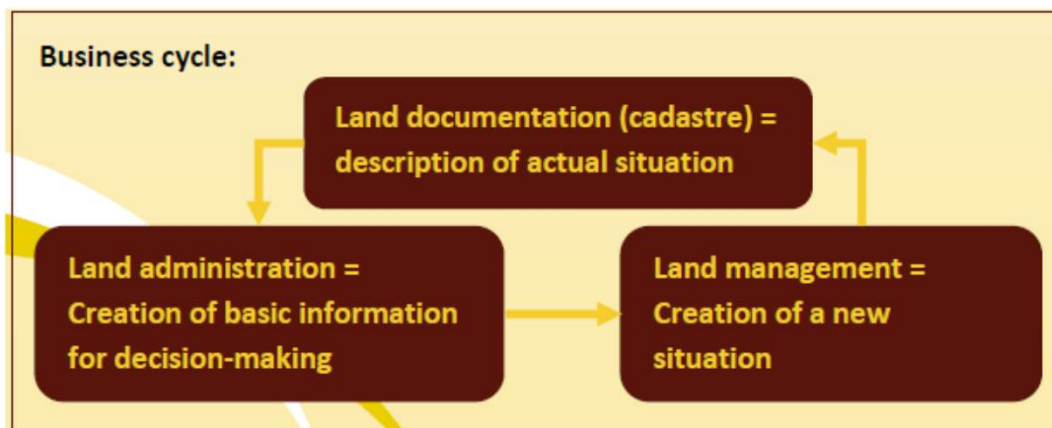 Business cycle:
Land documentation (cadastre) =
description of actual situation
Land administration =
Creation of basic information
for decision-making
Land management =
Creation of a new
situation